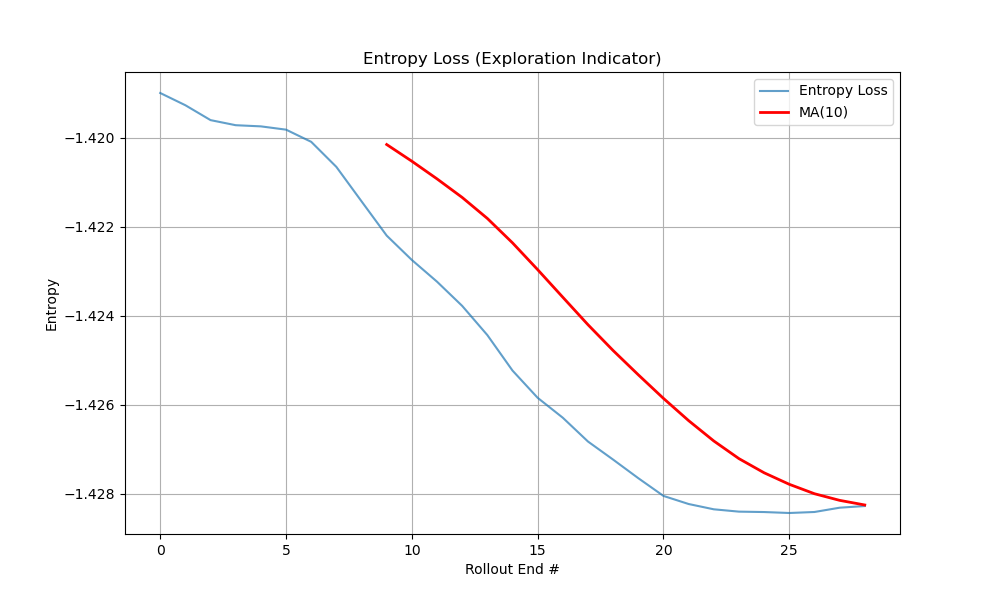 Entropy Loss (Exploration Indicator)
Entropy Loss
MA(10)
−1.420
−1.422
−1.424
−1.426
−1.428
Entropy
0 5 10 15 20 25
Rollout End #